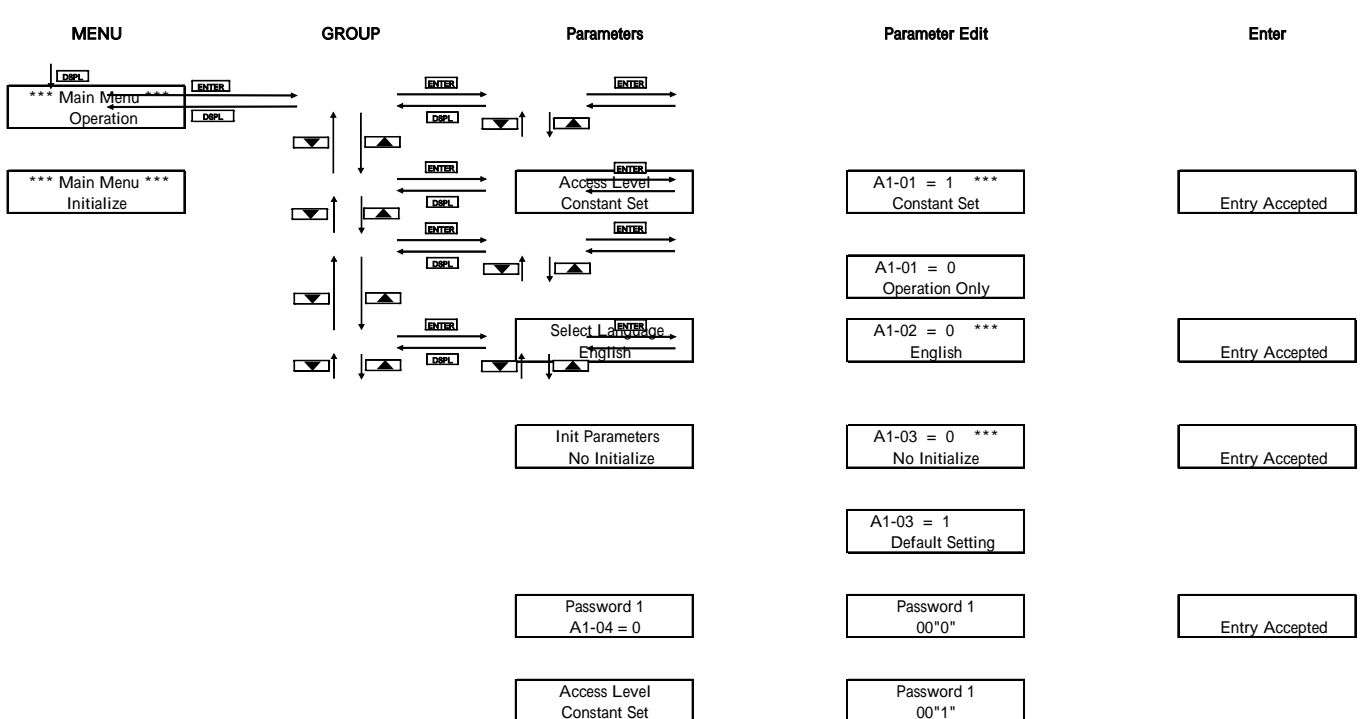 MENU GROUP Parameters Parameter Edit Enter
DSPL
ENTER ENTER ENTER
*** Main Menu ***
Operation
DSPL DSPL
ENTER ENTER
*** Main Menu *** Access Level A1-01 = 1 ***
Initialize Constant Set Constant Set Entry Accepted
DSPL
ENTER ENTER
DSPL A1-01 = 0
Operation Only
ENTER ENTER
Select Language A1-02 = 0 ***
English English Entry Accepted
DSPL
Init Parameters A1-03 = 0 ***
No Initialize No Initialize Entry Accepted
A1-03 = 1
Default Setting
Password 1 Password 1
A1-04 = 0 00"0" Entry Accepted
Access Level Password 1
Constant Set 00"1"